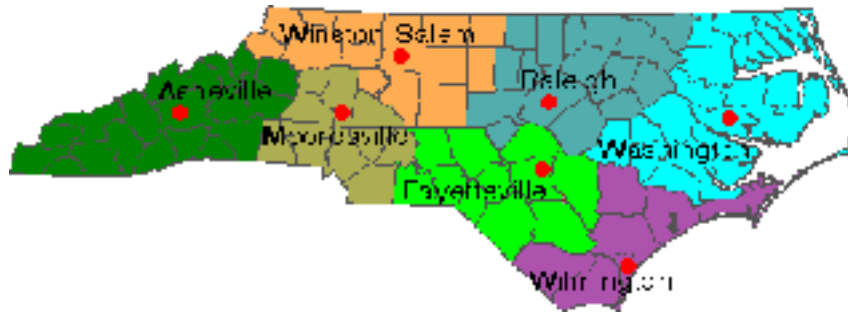 Winston Salem
Asheville
Raleigh
Mooresville
Washington
Fayetteville
Wilmington